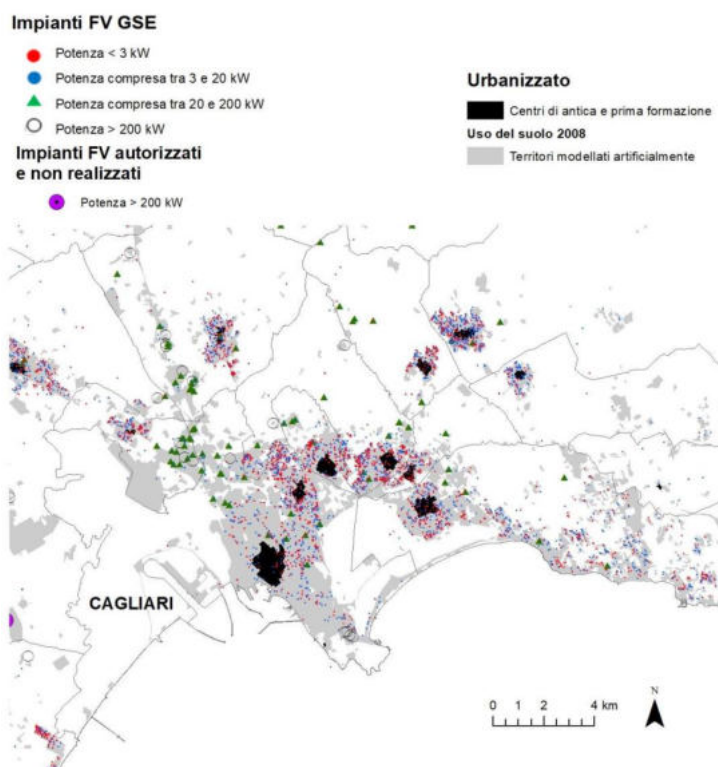 Impianti FV GSE
Potenza < 3 kW
Potenza compresa tra 3 e 20 kW
Potenza compresa tra 20 e 200 kW
Potenza > 200 kW
Impianti FV autorizzati
e non realizzati
Potenza > 200 kW
Urbanizzato
Centri di antica e prima formazione
Uso del suolo 2008
Territori modellati artificialmente
CAGLIARI
0 1 2 4 km
N